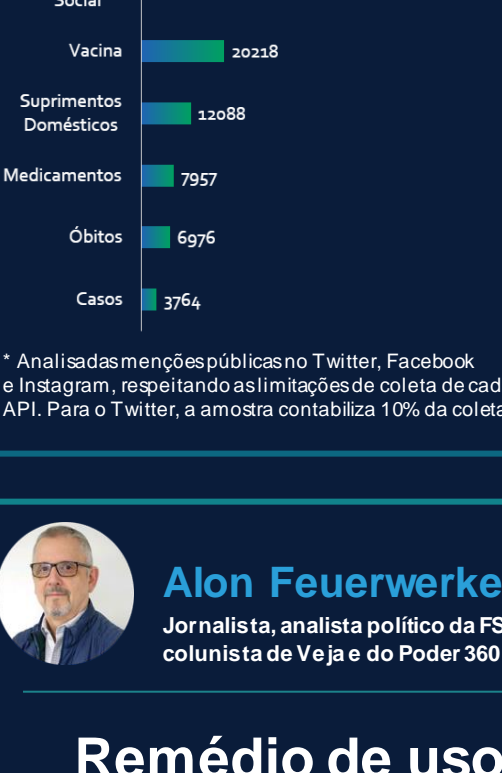 Social
Vacina 20218
Suprimentos
Domésticos 12088
Medicamentos 7957
Óbitos 6976
Casos 3764
* Analisadas menções públicas no Twitter, Facebook
e Instagram, respeitando as limitações de coleta de cad
API. Para o Twitter, a amostra contabiliza 10% da coleta
Alon Feuerwerke
Jornalista, analista político da FS
colunista de Veja e do Poder 360
Remédio de uso